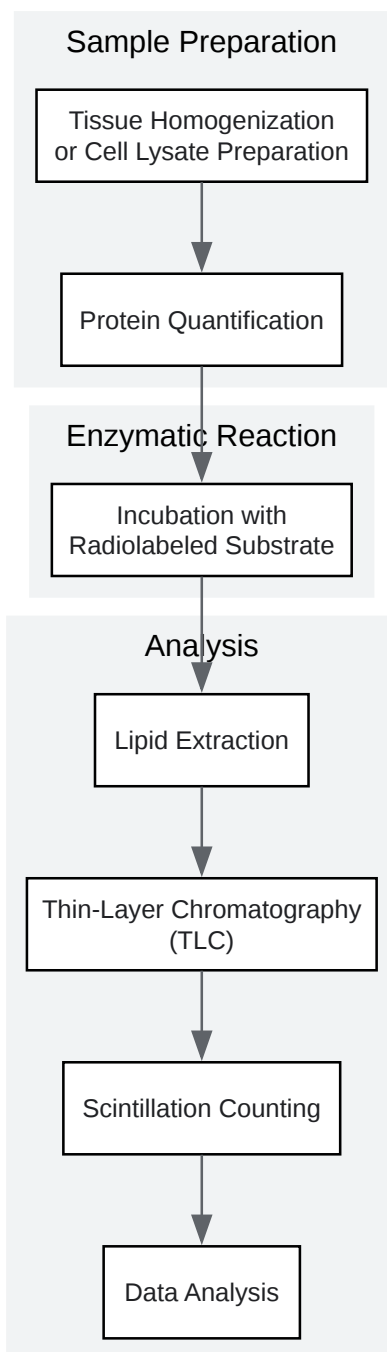 Sample Preparation
Tissue Homogenization
or Cell Lysate Preparation
Protein Quantification
Enzymatic Reaction
Incubation with
Radiolabeled Substrate
Analysis
Lipid Extraction
Thin-Layer Chromatography
(TLC)
Scintillation Counting
Data Analysis